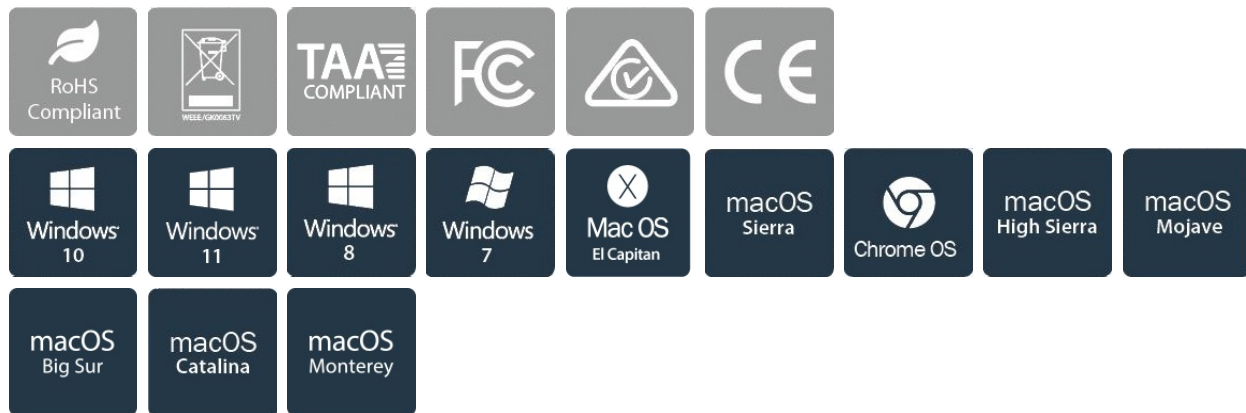 RoHS
Compliant
WEEE/GK0083TV
TAA
COMPLIANT
FC
CE
Windows
10
Windows
11
Windows
8
Windows
7
X
Mac OS
El Capitan
macOS
Sierra
Chrome OS
macOS
High Sierra
macOS
Mojave
macOS
Big Sur
macOS
Catalina
macOS
Monterey